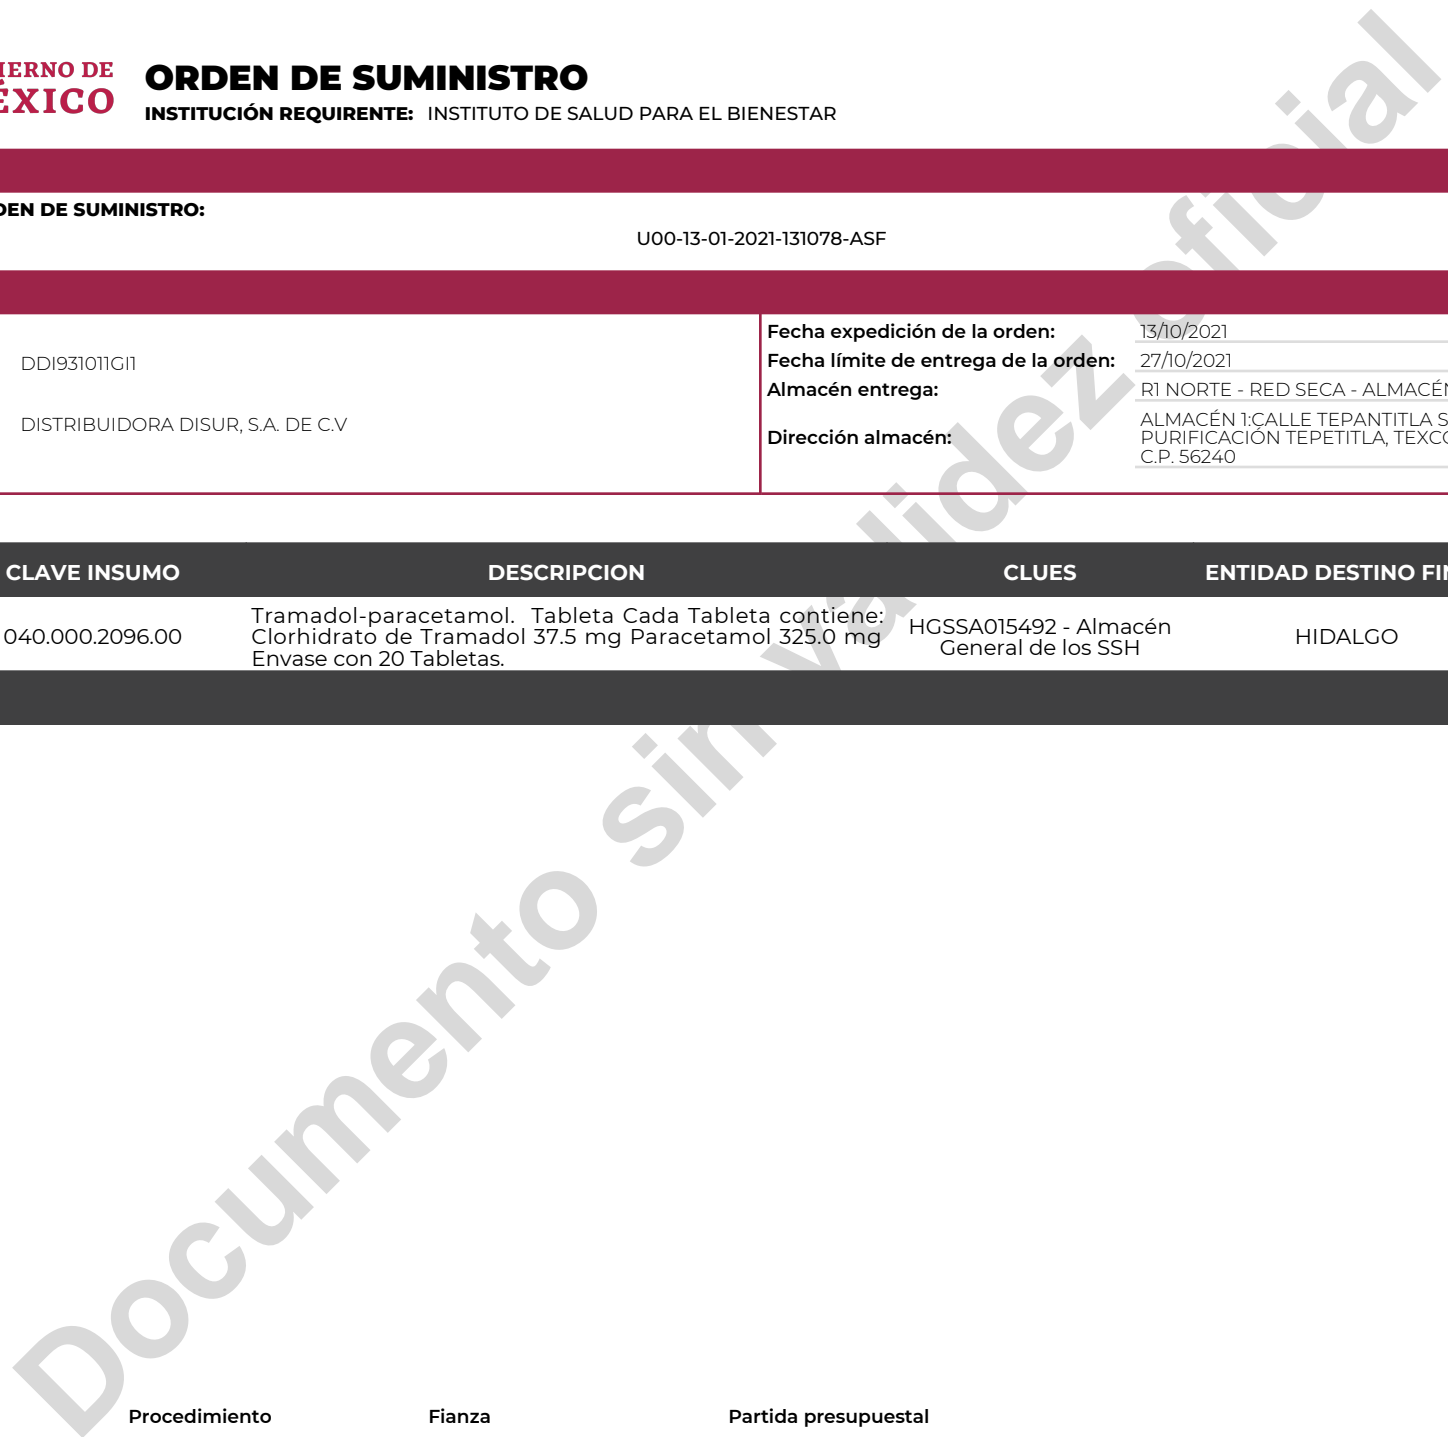 IERNO DE
ÉXICO
ORDEN DE SUMINISTRO
INSTITUCIÓN REQUIRENTE: INSTITUTO DE SALUD PARA EL BIENESTAR
DEN DE SUMINISTRO:
U00-13-01-2021-131078-ASF
DDI931011GI1
DISTRIBUIDORA DISUR, S.A. DE C.V
Fecha expedición de la orden: 13/10/2021
Fecha límite de entrega de la orden: 27/10/2021
Almacén entrega: R1 NORTE - RED SECA - ALMACÉN
Dirección almacén:
ALMACÉN 1:CALLE TEPANTITLA S
PURIFICACIÓN TEPETITLA, TEXCO
C.P. 56240
CLAVE INSUMO DESCRIPCION CLUES ENTIDAD DESTINO FIN
040.000.2096.00
Tramadol-paracetamol. Tableta Cada Tableta contiene:
Clorhidrato de Tramadol 37.5 mg Paracetamol 325.0 mg
Envase con 20 Tabletas.
HGSSA015492 - Almacén
General de los SSH
HIDALGO
Documento sin validez oficial
Procedimiento Fianza Partida presupuestal